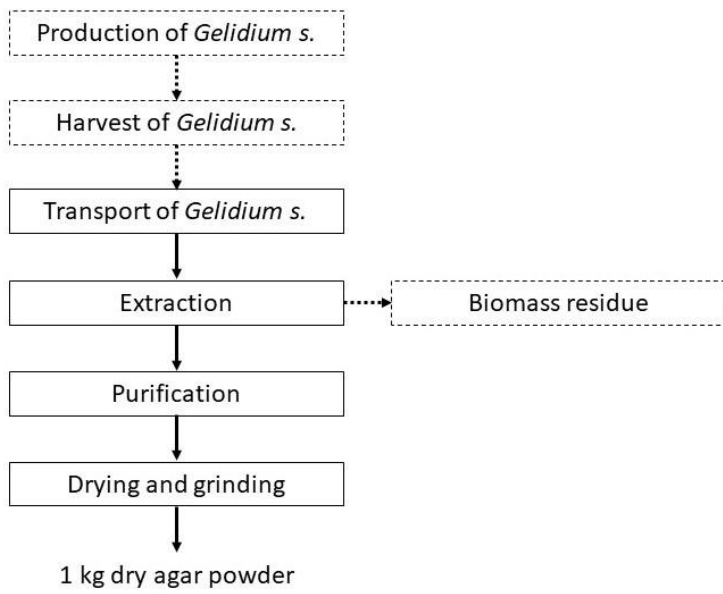 Production of Gelidium s.
Harvest of Gelidium s.
Transport of Gelidium s.
Extraction
Biomass residue
Purification
Drying and grinding
1 kg dry agar powder